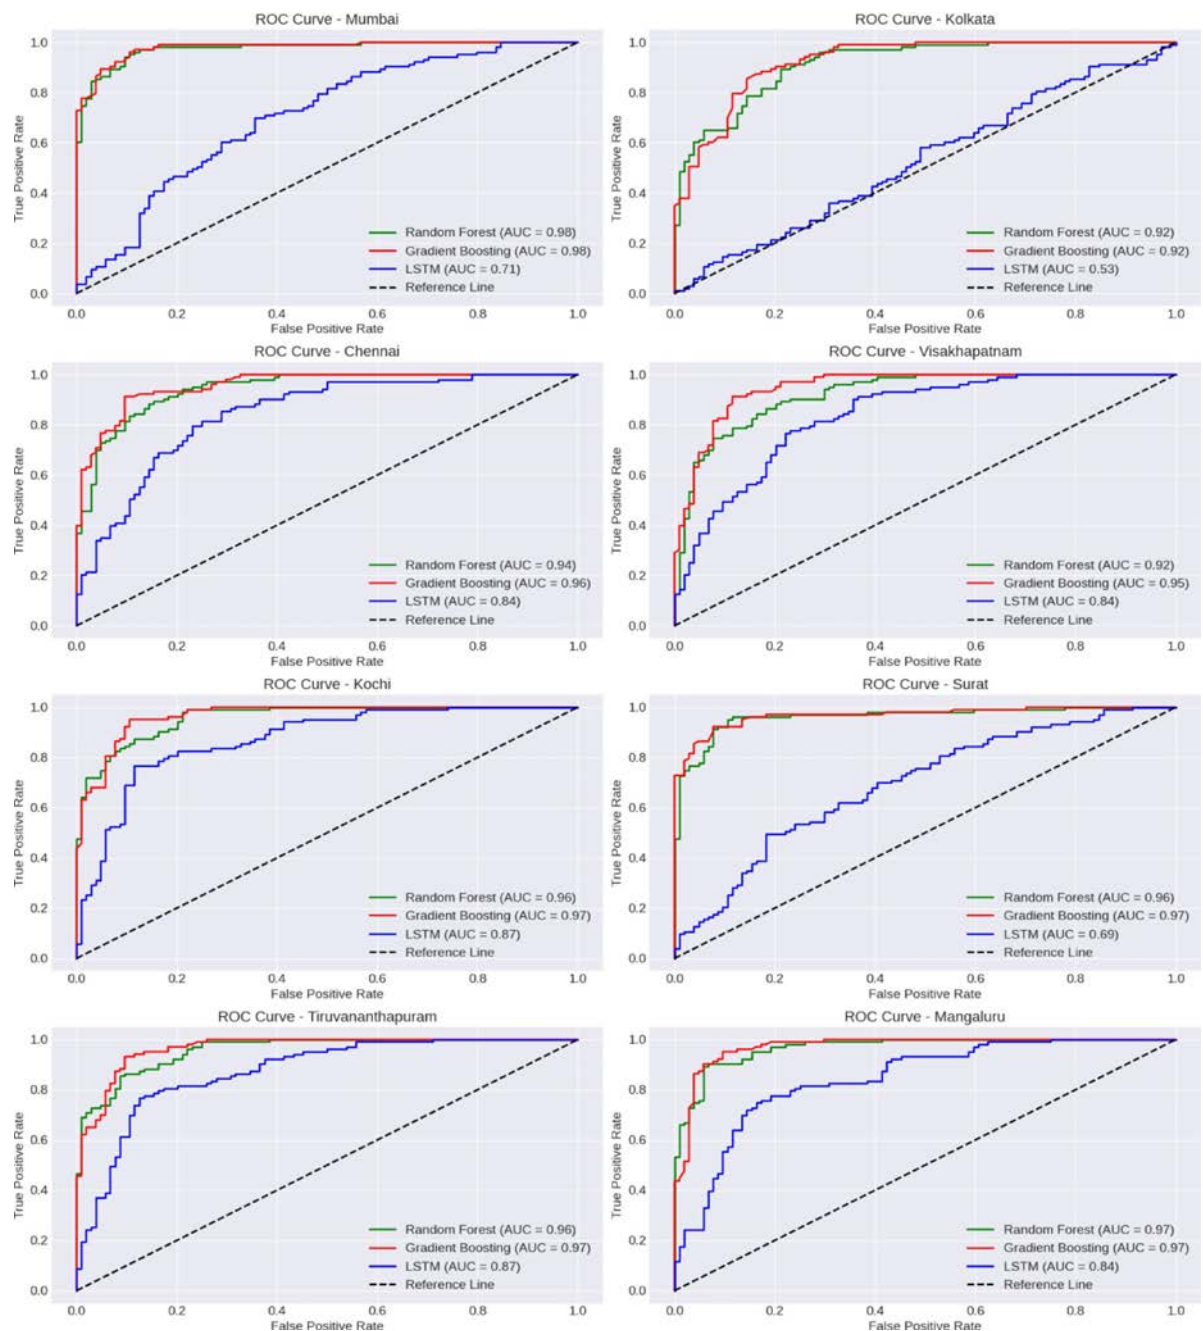 ROC Curve - Mumbai
True Positive Rate
1.0
0.8
0.6
0.4
0.2
0.0
Random Forest (AUC = 0.98)
Gradient Boosting (AUC = 0.98)
LSTM (AUC = 0.71)
Reference Line
0.0 0.2 0.4 0.6 0.8 1.0
False Positive Rate
ROC Curve - Kolkata
True Positive Rate
1.0
0.8
0.6
0.4
0.2
0.0
Random Forest (AUC = 0.92)
Gradient Boosting (AUC = 0.92)
LSTM (AUC = 0.53)
Reference Line
0.0 0.2 0.4 0.6 0.8 1.0
False Positive Rate
ROC Curve - Chennai
True Positive Rate
1.0
0.8
0.6
0.4
0.2
0.0
Random Forest (AUC = 0.94)
Gradient Boosting (AUC = 0.96)
LSTM (AUC = 0.84)
Reference Line
0.0 0.2 0.4 0.6 0.8 1.0
False Positive Rate
ROC Curve - Visakhapatnam
True Positive Rate
1.0
0.8
0.6
0.4
0.2
0.0
Random Forest (AUC = 0.92)
Gradient Boosting (AUC = 0.95)
LSTM (AUC = 0.84)
Reference Line
0.0 0.2 0.4 0.6 0.8 1.0
False Positive Rate
ROC Curve - Kochi
True Positive Rate
1.0
0.8
0.6
0.4
0.2
0.0
Random Forest (AUC = 0.96)
Gradient Boosting (AUC = 0.97)
LSTM (AUC = 0.87)
Reference Line
0.0 0.2 0.4 0.6 0.8 1.0
False Positive Rate
ROC Curve - Surat
True Positive Rate
1.0
0.8
0.6
0.4
0.2
0.0
Random Forest (AUC = 0.96)
Gradient Boosting (AUC = 0.97)
LSTM (AUC = 0.69)
Reference Line
0.0 0.2 0.4 0.6 0.8 1.0
False Positive Rate
ROC Curve - Tiruvananthapuram
True Positive Rate
1.0
0.8
0.6
0.4
0.2
0.0
Random Forest (AUC = 0.96)
Gradient Boosting (AUC = 0.97)
LSTM (AUC = 0.87)
Reference Line
0.0 0.2 0.4 0.6 0.8 1.0
False Positive Rate
ROC Curve - Mangaluru
True Positive Rate
1.0
0.8
0.6
0.4
0.2
0.0
Random Forest (AUC = 0.97)
Gradient Boosting (AUC = 0.97)
LSTM (AUC = 0.84)
Reference Line
0.0 0.2 0.4 0.6 0.8 1.0
False Positive Rate